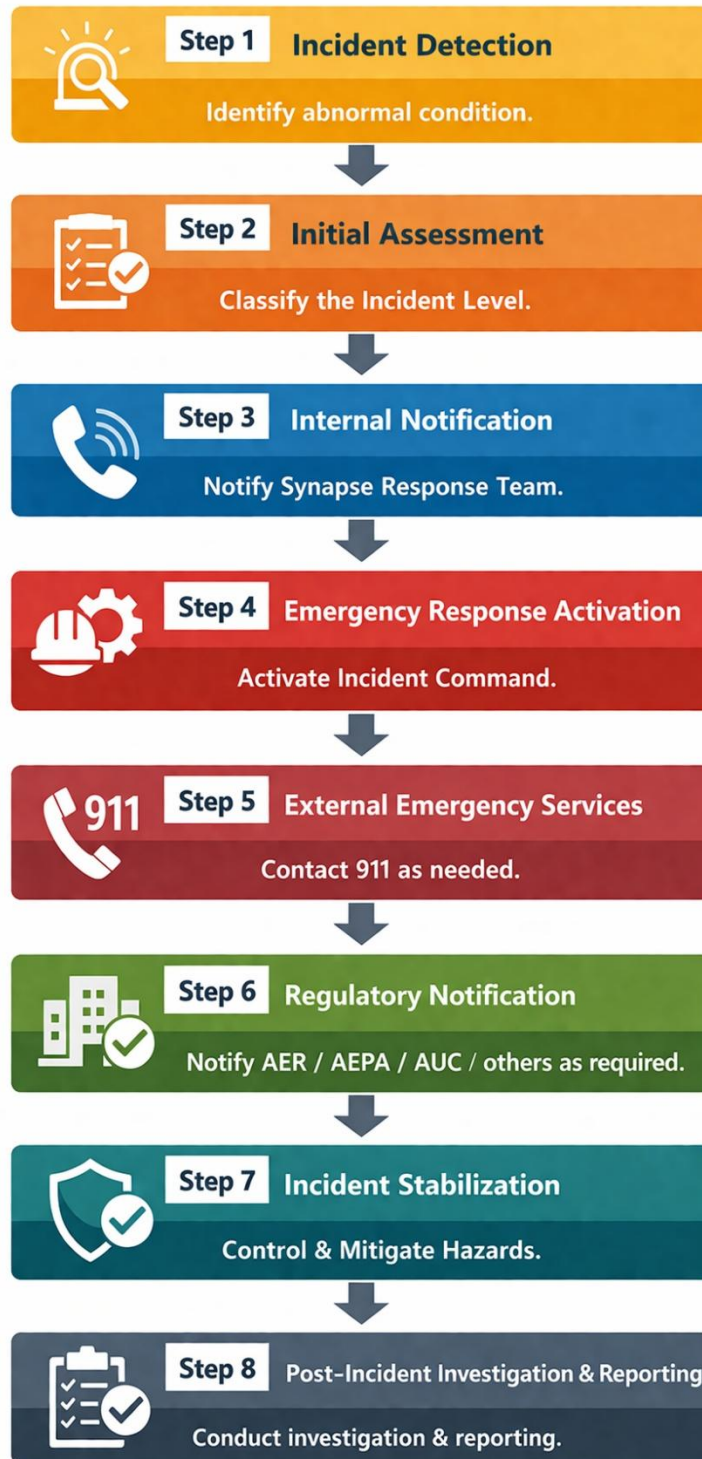 Step 1 Incident Detection
Identify abnormal condition.
Step 2 Initial Assessment
Classify the Incident Level.
Step 3 Internal Notification
Notify Synapse Response Team.
Step 4 Emergency Response Activation
Activate Incident Command.
911 Step 5 External Emergency Services
Contact 911 as needed.
Step 6 Regulatory Notification
Notify AER / AEPA / AUC / others as required.
Step 7 Incident Stabilization
Control & Mitigate Hazards.
Step 8 Post-Incident Investigation & Reporting
Conduct investigation & reporting.